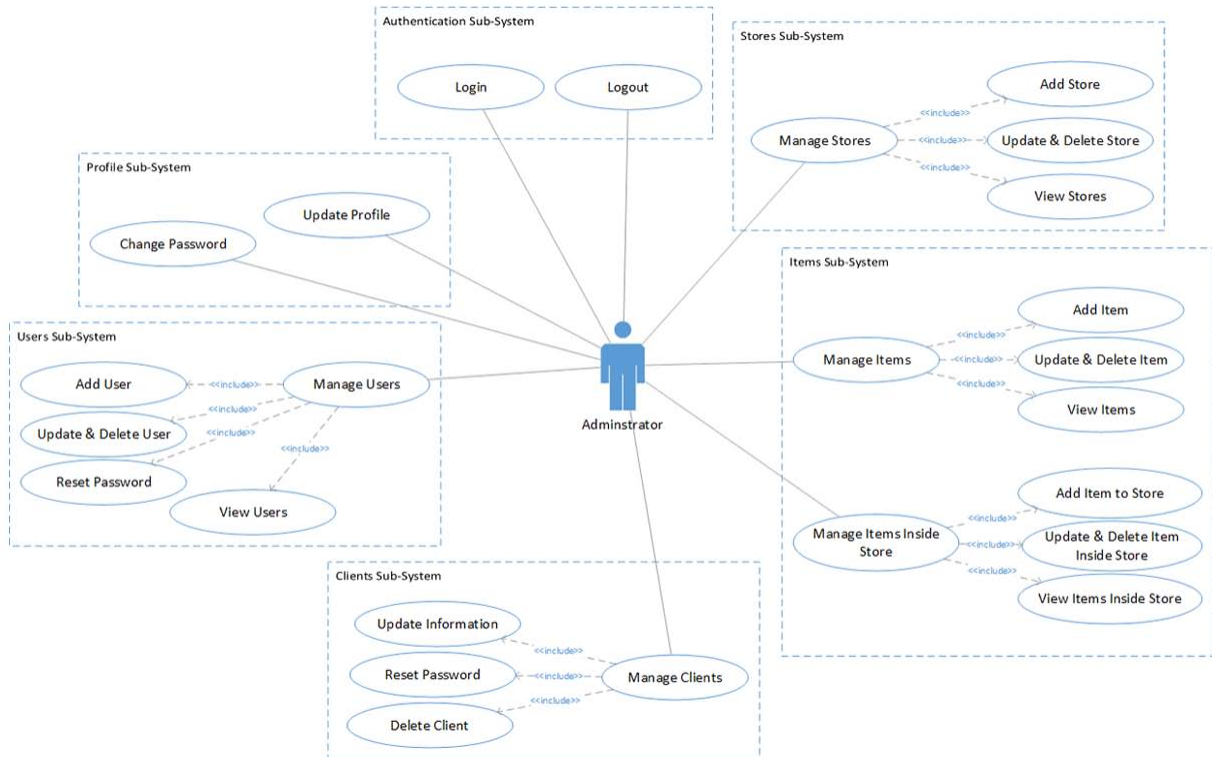 Authentication Sub-System
Login
Logout
Stores Sub-System
Manage Stores
<<include>>
<<include>>
<<include>>
Add Store
Update & Delete Store
View Stores
Profile Sub-System
Update Profile
Change Password
Items Sub-System
Manage Items
<<include>>
<<include>>
<<include>>
Add Item
Update & Delete Item
View Items
Manage Items Inside
Store
<<include>>
<<include>>
<<include>>
Add Item to Store
Update & Delete Item
Inside Store
View Items Inside Store
Users Sub-System
Add User
Manage Users
<<include>>
<<include>>
<<include>>
<<include>>
Update & Delete User
Reset Password
View Users
Adminstrator
Clients Sub-System
Update Information
Reset Password
Delete Client
<<include>>
<<include>>
<<include>>
Manage Clients